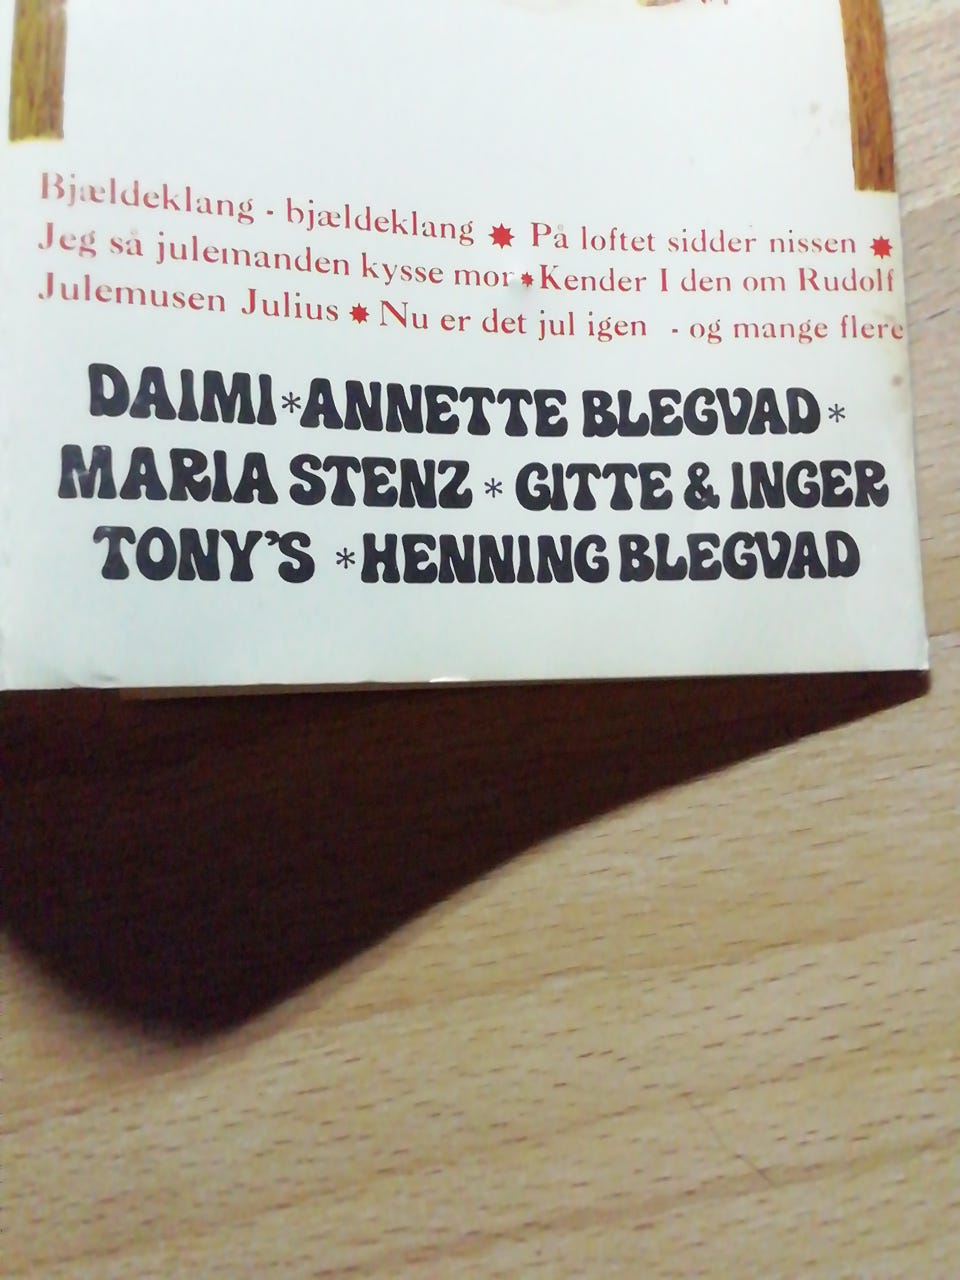 Bjældeklang - bjældeklang ✸ På loftet sidder nissen ✸
Jeg så julemanden kysse mor ✸ Kender I den om Rudolf
Julemusen Julius ✸ Nu er det jul igen - og mange flere
DAIMI * ANNETTE BLEGVAD *
MARIA STENZ * GITTE & INGER
TONY'S * HENNING BLEGVAD